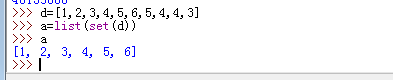 >>> d=[1,2,3,4,5,6,5,4,4,3]
>>> a=list(set(d))
>>> a
[1, 2, 3, 4, 5, 6]
>>>